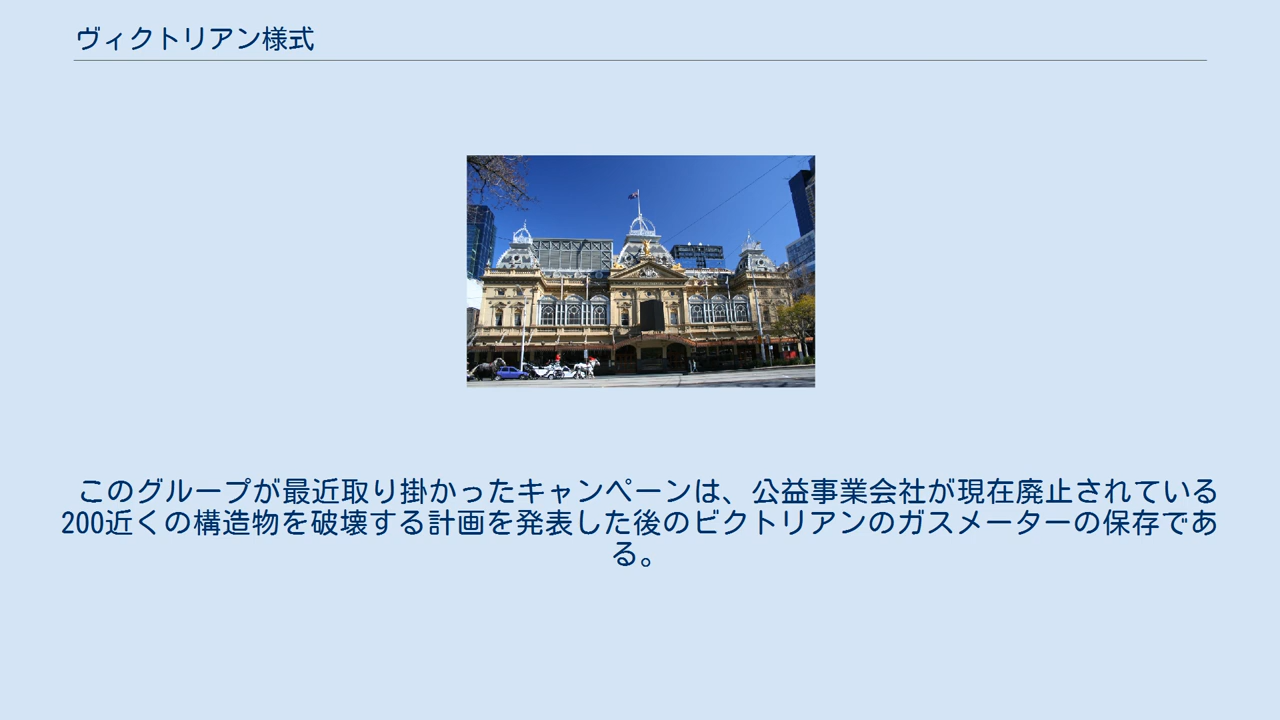 ヴィクトリアン様式
このグループが最近取り掛かったキャンペーンは、公益事業会社が現在廃止されている
200近くの構造物を破壊する計画を発表した後のビクトリアンのガスメーターの保存であ
る。